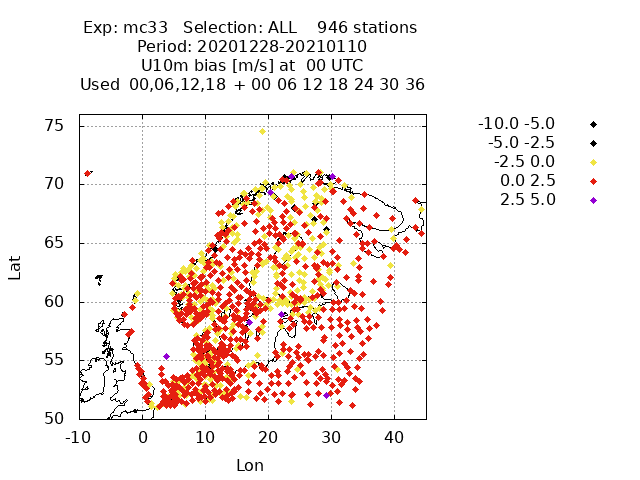 Exp: mc33   Selection: ALL    946 stations
Period: 20201228-20210110
U10m bias [m/s] at  00 UTC
Used  00,06,12,18  + 00 06 12 18 24 30 36
-10.0 -5.0
-5.0 -2.5
-2.5 0.0
0.0 2.5
2.5 5.0
75
70
65
60
55
50
Lat
-10 0 10 20 30 40
Lon